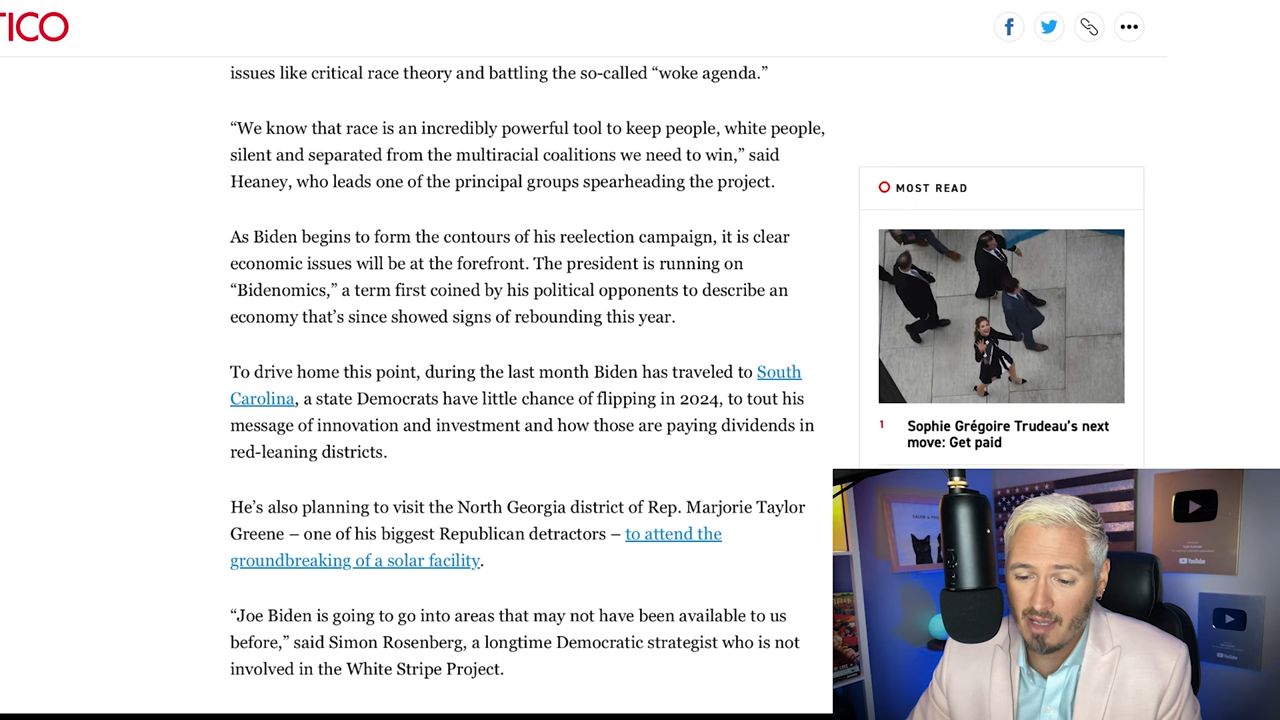 TICO
issues like critical race theory and battling the so-called “woke agenda.”
“We know that race is an incredibly powerful tool to keep people, white people,
silent and separated from the multiracial coalitions we need to win,” said
Heaney, who leads one of the principal groups spearheading the project.
As Biden begins to form the contours of his reelection campaign, it is clear
economic issues will be at the forefront. The president is running on
“Bidenomics,” a term first coined by his political opponents to describe an
economy that’s since showed signs of rebounding this year.
To drive home this point, during the last month Biden has traveled to South
Carolina, a state Democrats have little chance of flipping in 2024, to tout his
message of innovation and investment and how those are paying dividends in
red-leaning districts.
He’s also planning to visit the North Georgia district of Rep. Marjorie Taylor
Greene – one of his biggest Republican detractors – to attend the
groundbreaking of a solar facility.
“Joe Biden is going to go into areas that may not have been available to us
before,” said Simon Rosenberg, a longtime Democratic strategist who is not
involved in the White Stripe Project.
MOST READ
1 Sophie Grégoire Trudeau’s next
move: Get paid
YouTube
YouTube